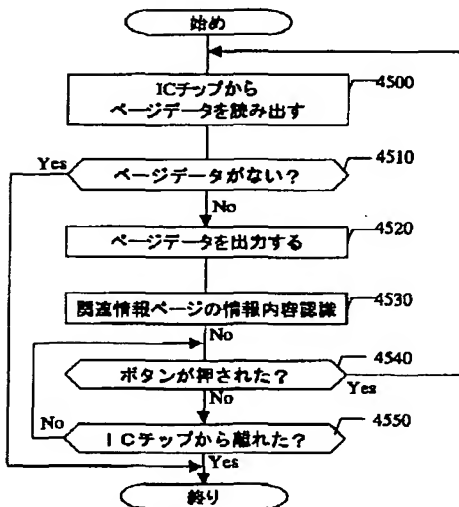 始め
ICチップから
ページデータを読み出す
4500
Yes
ページデータがない？
4510
No
ページデータを出力する
4520
関連情報ページの情報内容認識
4530
No
ボタンが押された？
4540
Yes
No
No
ＩＣチップから離れた？
4550
Yes
終り